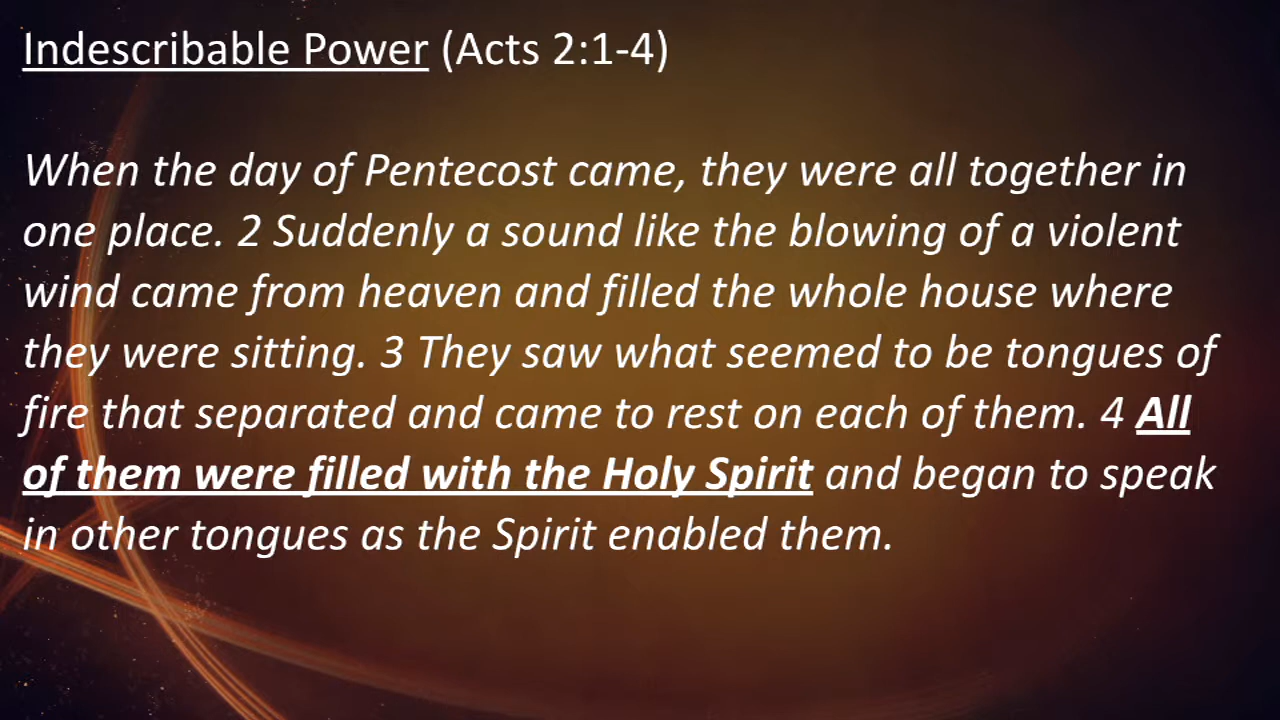 Indescribable Power (Acts 2:1-4)
When the day of Pentecost came, they were all together in
one place. 2 Suddenly a sound like the blowing of a violent
wind came from heaven and filled the whole house where
they were sitting. 3 They saw what seemed to be tongues of
fire that separated and came to rest on each of them. 4 All
of them were filled with the Holy Spirit and began to speak
in other tongues as the Spirit enabled them.